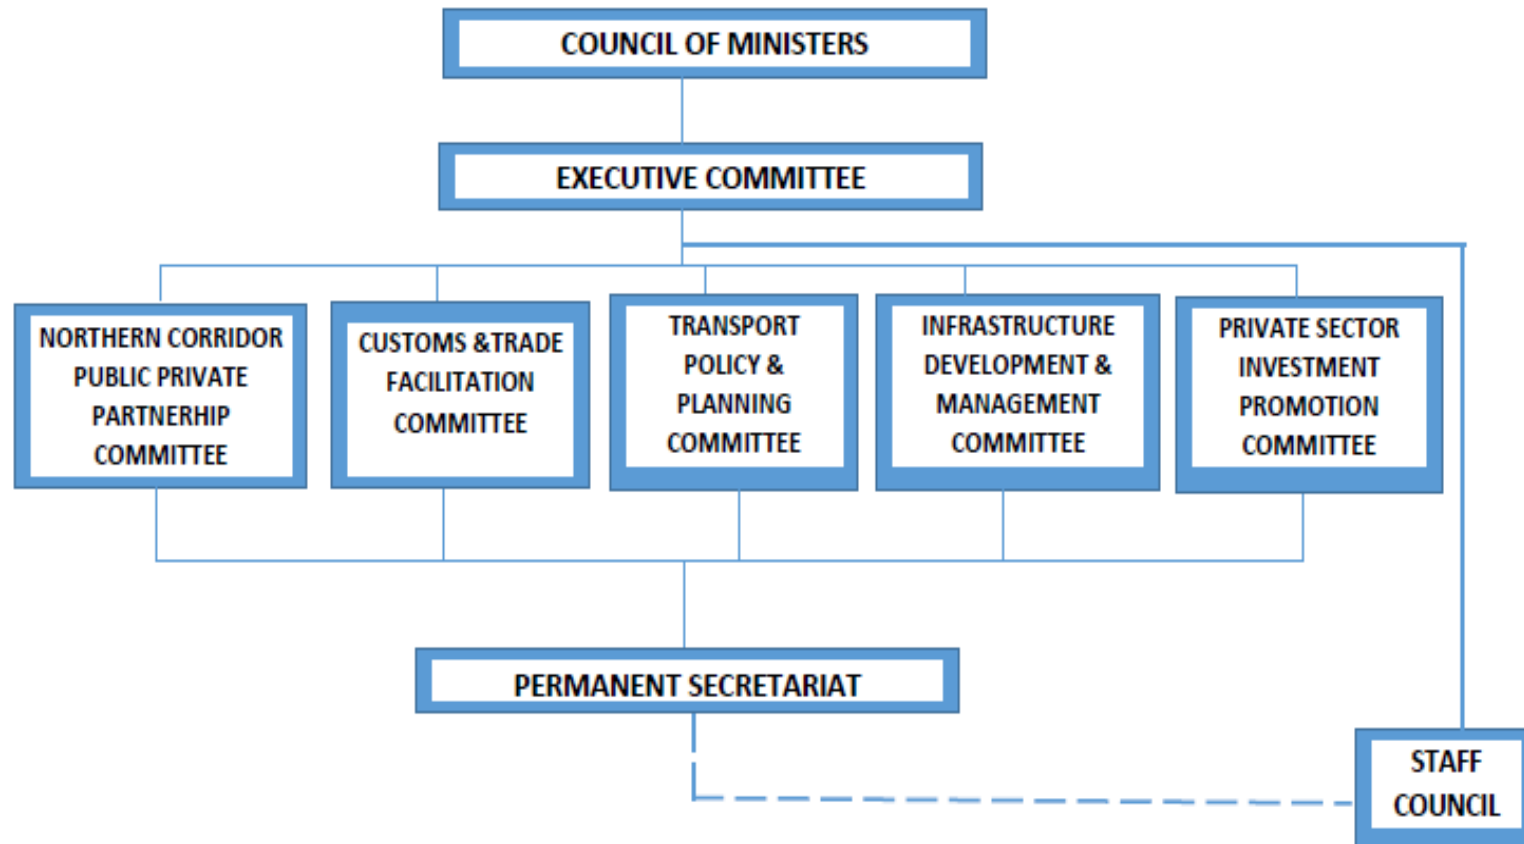 COUNCIL OF MINISTERS
EXECUTIVE COMMITTEE
NORTHERN CORRIDOR
PUBLIC PRIVATE
PARTNERHIP
COMMITTEE
CUSTOMS &TRADE
FACILITATION
COMMITTEE
TRANSPORT
POLICY &
PLANNING
COMMITTEE
INFRASTRUCTURE
DEVELOPMENT &
MANAGEMENT
COMMITTEE
PRIVATE SECTOR
INVESTMENT
PROMOTION
COMMITTEE
PERMANENT SECRETARIAT
STAFF
COUNCIL